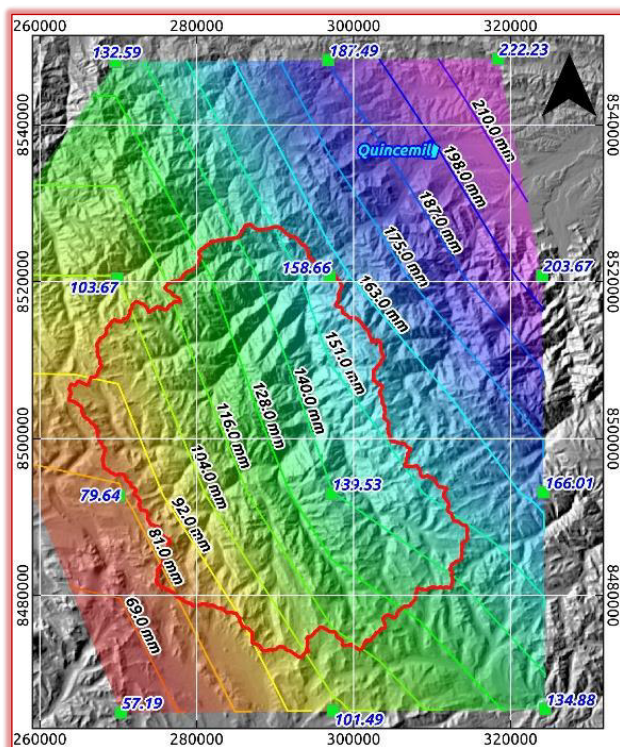 260000 280000 300000 320000
132.59 187.49 222.23
210.0 mm
8540000 8540000
Quincemil
198.0 mm
187.0 mm
175.0 mm
158.66 203.67
8520000 8520000
103.67
163.0 mm
151.0 mm
140.0 mm
128.0 mm
116.0 mm
8500000 8500000
104.0 mm
139.53 166.01
79.64
92.0 mm
81.0 mm
8480000 8480000
69.0 mm
57.19 101.49 134.88
260000 280000 300000 320000